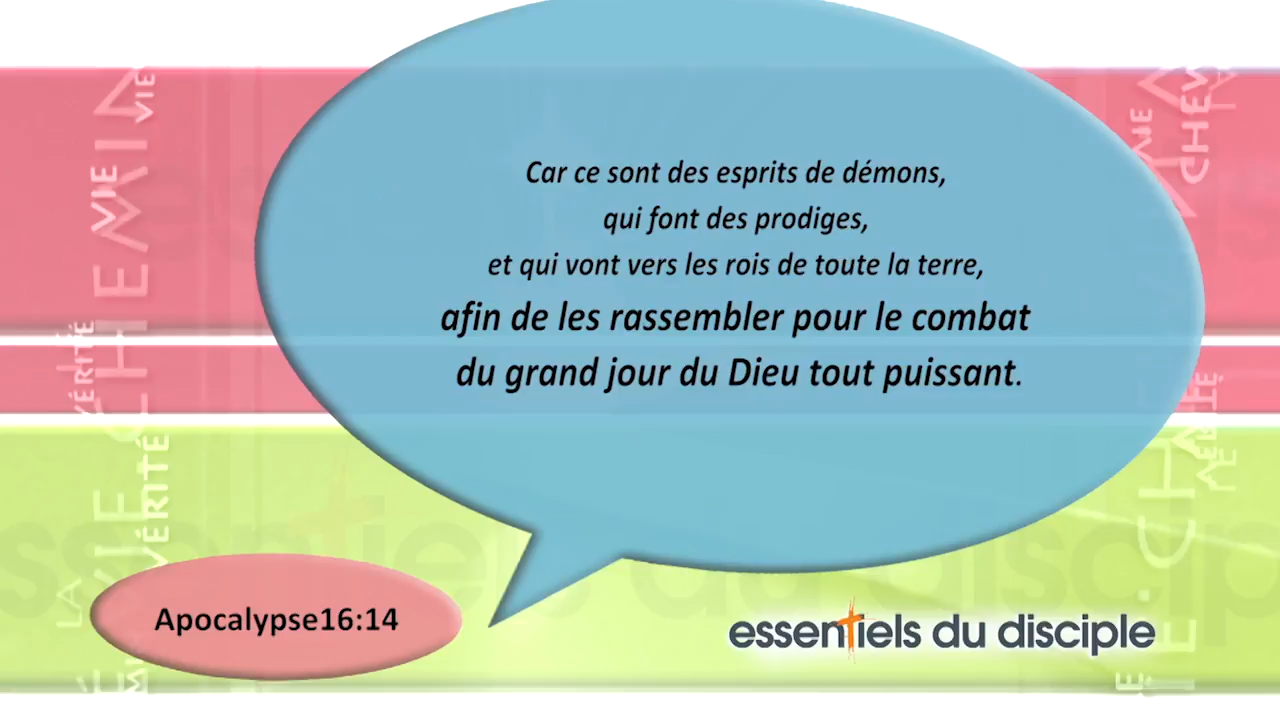 Car ce sont des esprits de démons,
qui font des prodiges,
et qui vont vers les rois de toute la terre,
afin de les rassembler pour le combat
du grand jour du Dieu tout puissant.
Apocalypse16:14
essentiels du disciple